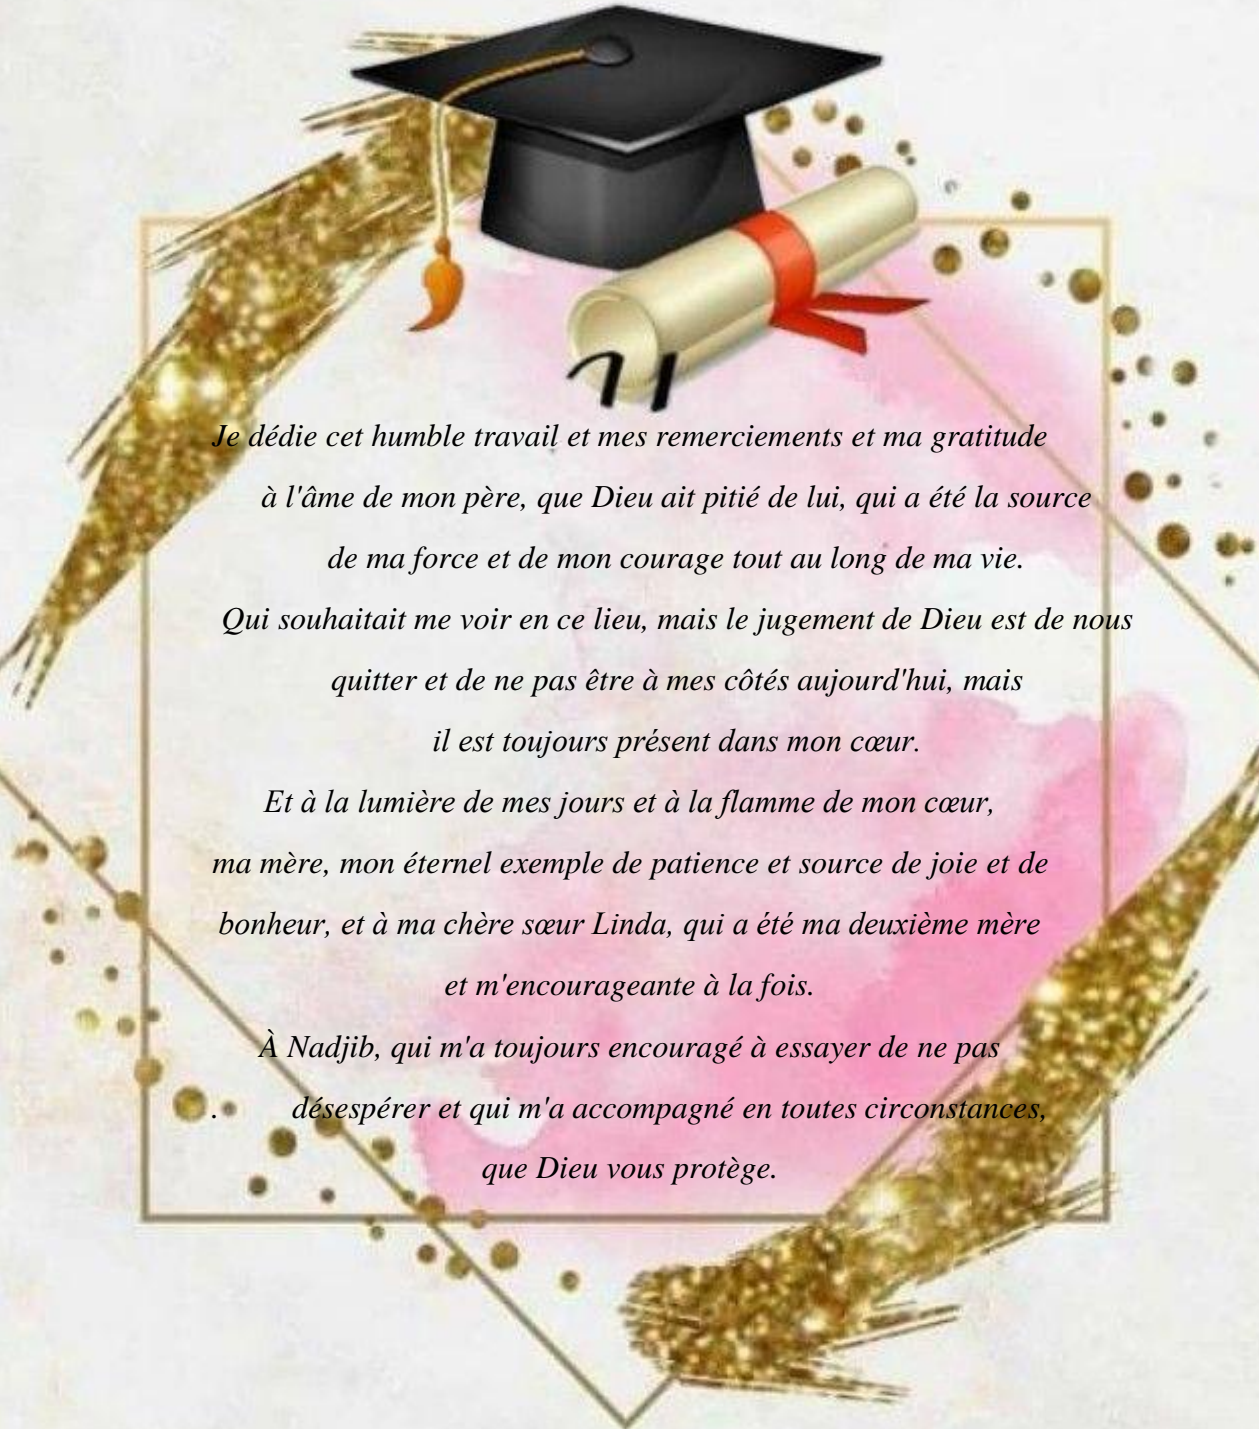 Je dédie cet humble travail et mes remerciements et ma gratitude
à l'âme de mon père, que Dieu ait pitié de lui, qui a été la source
de ma force et de mon courage tout au long de ma vie.
Qui souhaitait me voir en ce lieu, mais le jugement de Dieu est de nous
quitter et de ne pas être à mes côtés aujourd'hui, mais
il est toujours présent dans mon cœur.
Et à la lumière de mes jours et à la flamme de mon cœur,
ma mère, mon éternel exemple de patience et source de joie et de
bonheur, et à ma chère sœur Linda, qui a été ma deuxième mère
et m'encourageante à la fois.
À Nadjib, qui m'a toujours encouragé à essayer de ne pas
. désespérer et qui m'a accompagné en toutes circonstances,
que Dieu vous protège.